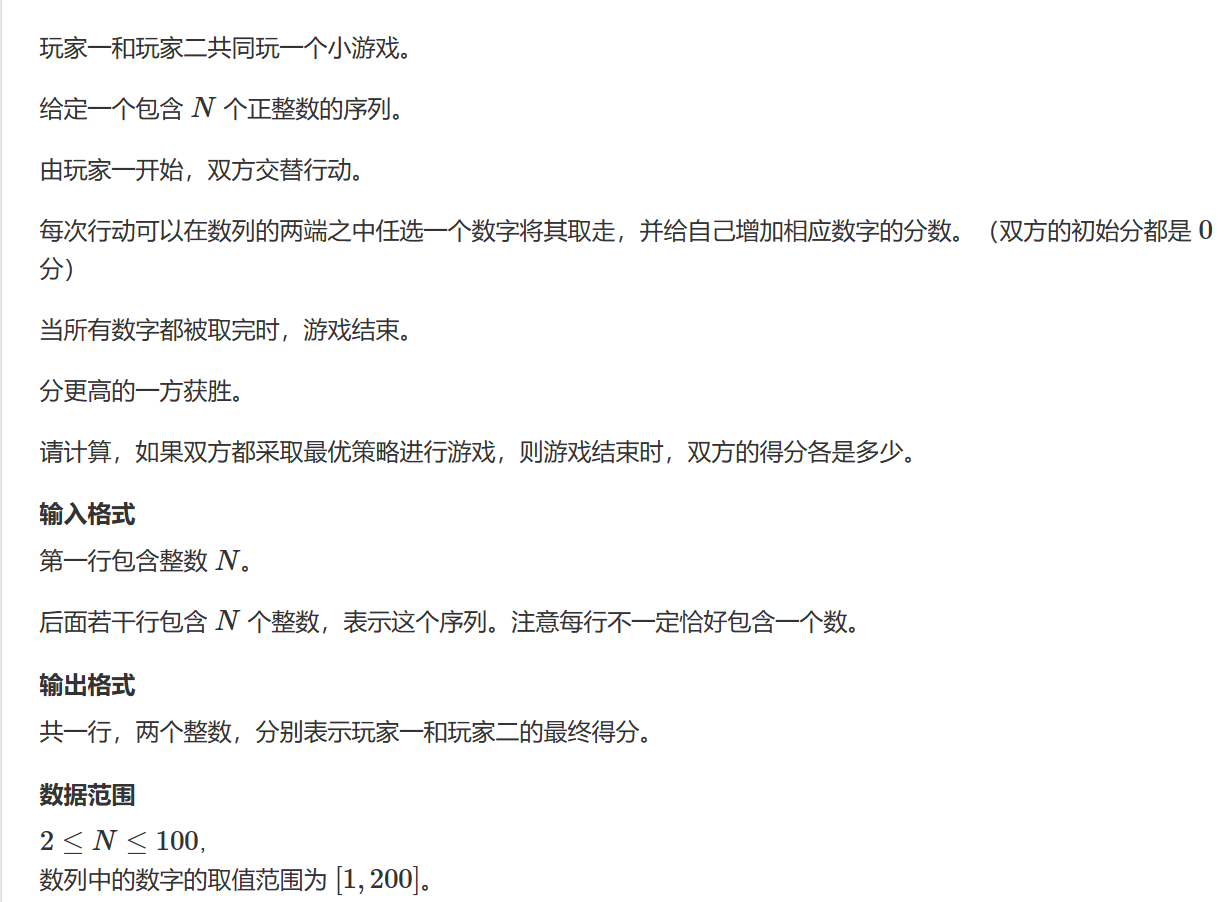 玩家一和玩家二共同玩一个小游戏。
给定一个包含 N 个正整数的序列。
由玩家一开始，双方交替行动。
每次行动可以在数列的两端之中任选一个数字将其取走，并给自己增加相应数字的分数。（双方的初始分都是 0
分）
当所有数字都被取完时，游戏结束。
分更高的一方获胜。
请计算，如果双方都采取最优策略进行游戏，则游戏结束时，双方的得分各是多少。
输入格式
第一行包含整数 N。
后面若干行包含 N 个整数，表示这个序列。注意每行不一定恰好包含一个数。
输出格式
共一行，两个整数，分别表示玩家一和玩家二的最终得分。
数据范围
2 ≤ N ≤ 100,
数列中的数字的取值范围为 [1, 200]。